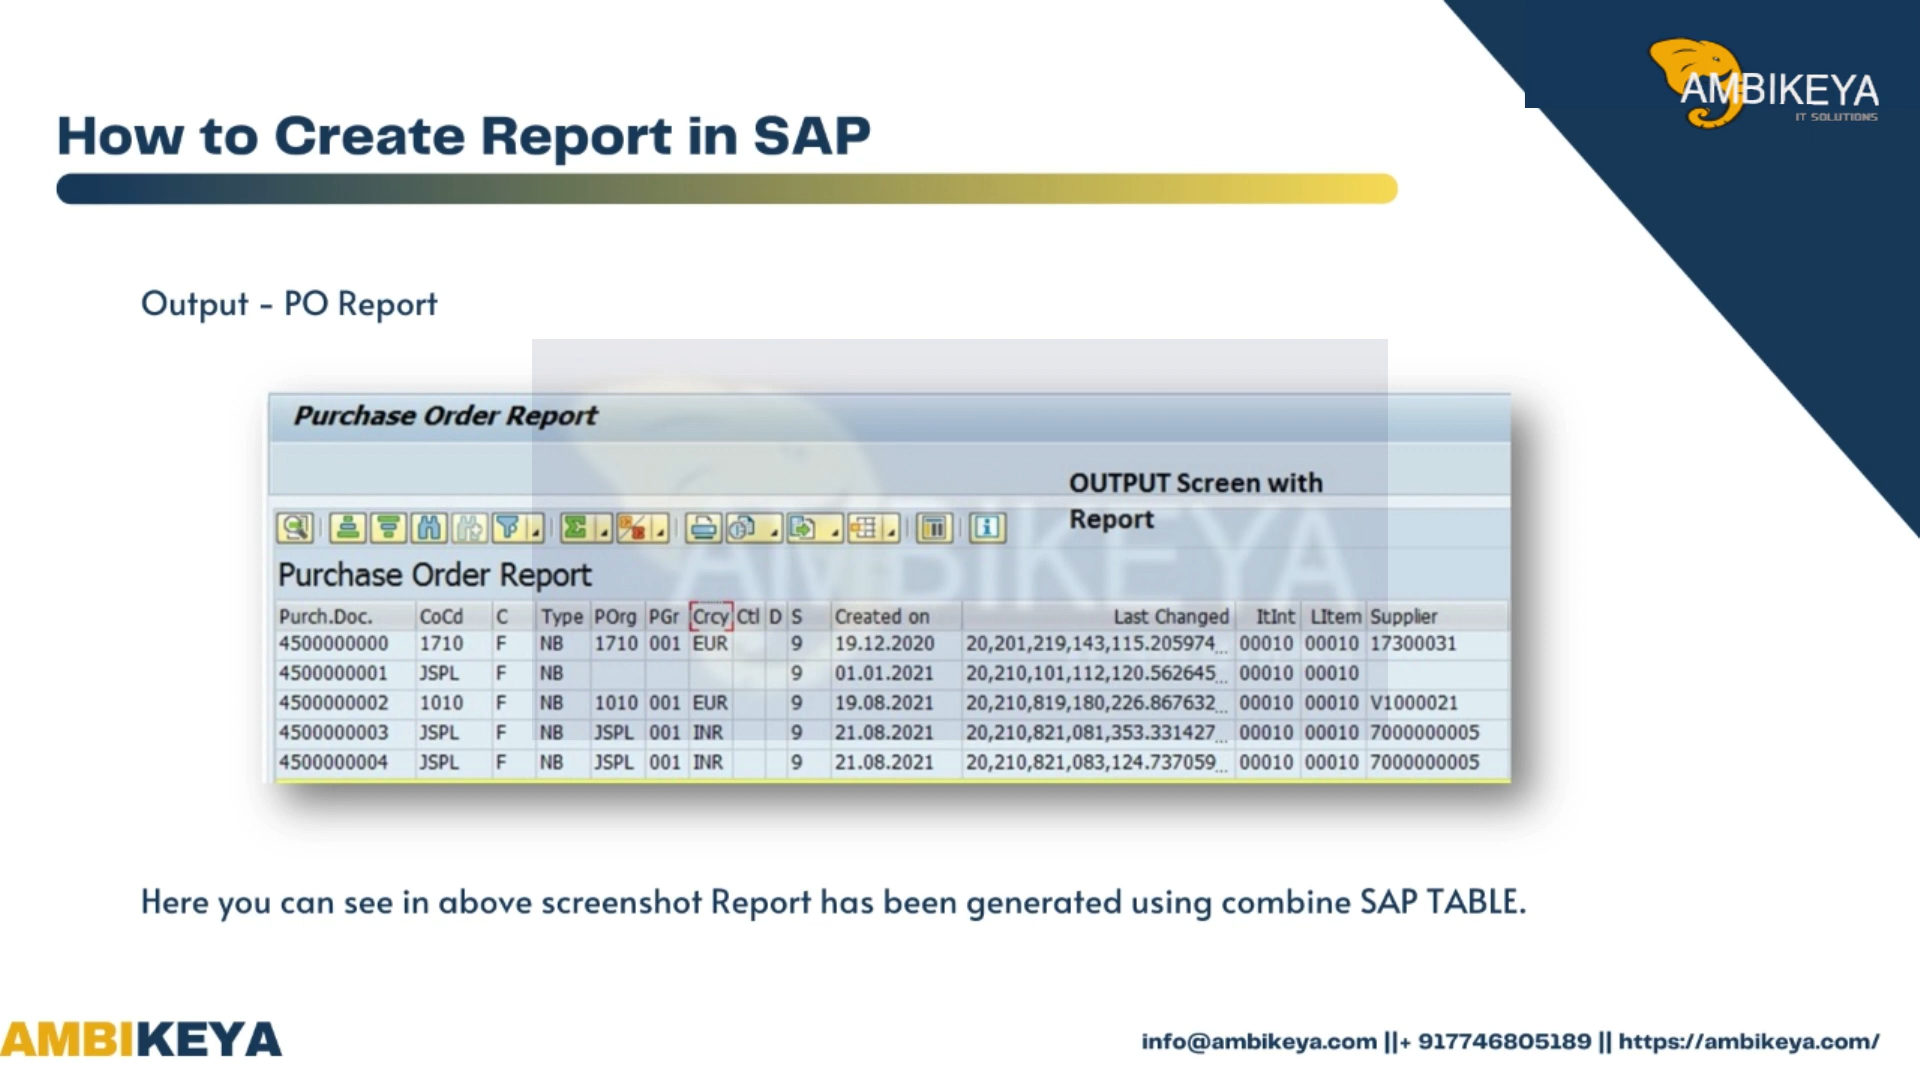 AMBIKEYA
IT SOLUTIONS
How to Create Report in SAP
Output - PO Report
Purchase Order Report
OUTPUT Screen with
Report
AMBIKEYA
Purchase Order Report
Purch.Doc. CoCd C Type POrg PGr Crcy Ctl D S Created on Last Changed ItInt LItem Supplier
4500000000 1710 F NB 1710 001 EUR 9 19.12.2020 20,201,219,143,115.205974... 00010 00010 17300031
4500000001 JSPL F NB 9 01.01.2021 20,210,101,112,120.562645... 00010 00010
4500000002 1010 F NB 1010 001 EUR 9 19.08.2021 20,210,819,180,226.867632... 00010 00010 V1000021
4500000003 JSPL F NB JSPL 001 INR 9 21.08.2021 20,210,821,081,353.331427... 00010 00010 7000000005
4500000004 JSPL F NB JSPL 001 INR 9 21.08.2021 20,210,821,083,124.737059... 00010 00010 7000000005
Here you can see in above screenshot Report has been generated using combine SAP TABLE.
AMBIKEYA
info@ambikeya.com ||+ 917746805189 || https://ambikeya.com/